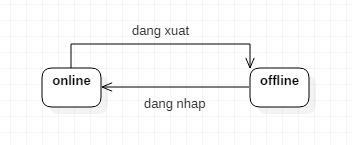 dang xuat
online
offline
dang nhap